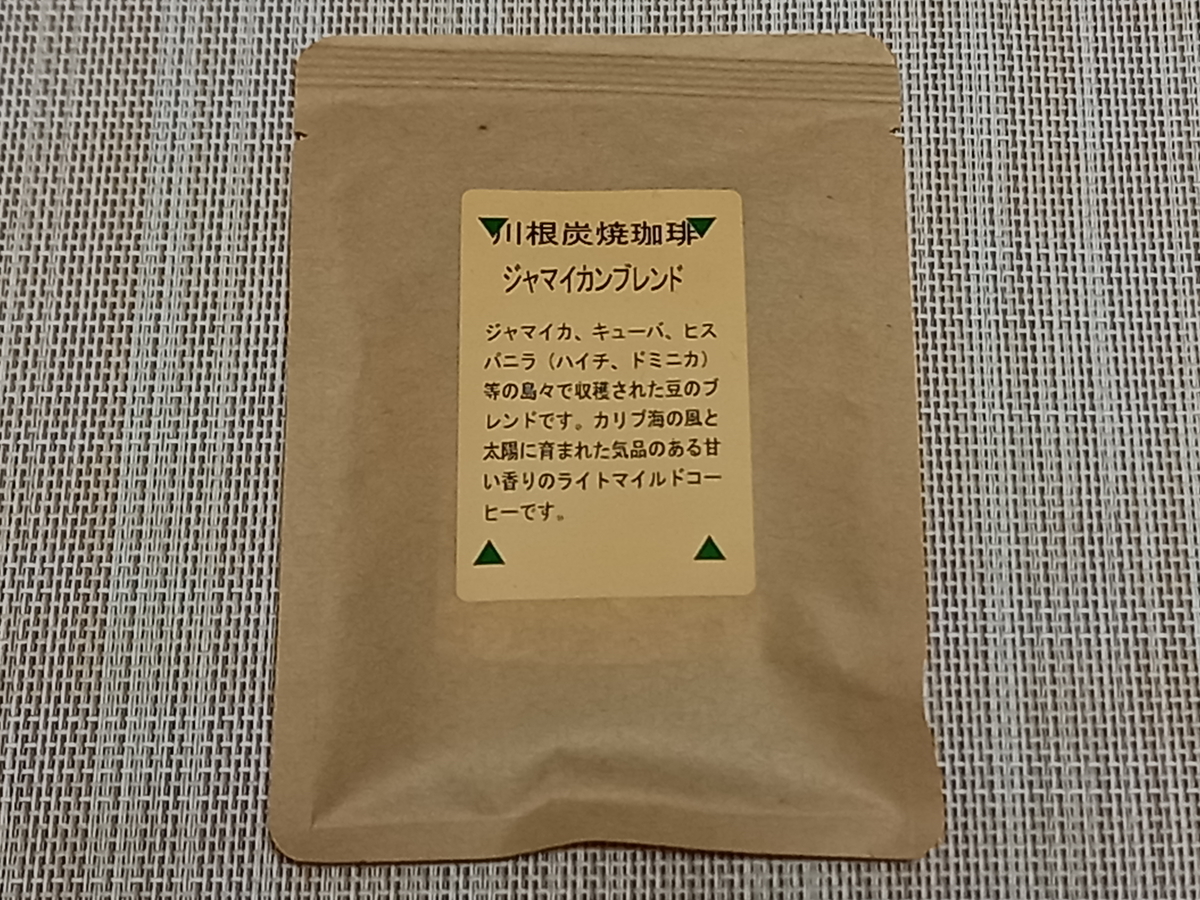 川根炭焼珈琲
ジャマイカンブレンド
ジャマイカ、キューバ、ヒス
パニラ（ハイチ、ドミニカ）
等の島々で収穫された豆のブ
レンドです。カリブ海の風と
太陽に育まれた気品のある甘
い香りのライトマイルドコー
ヒーです。